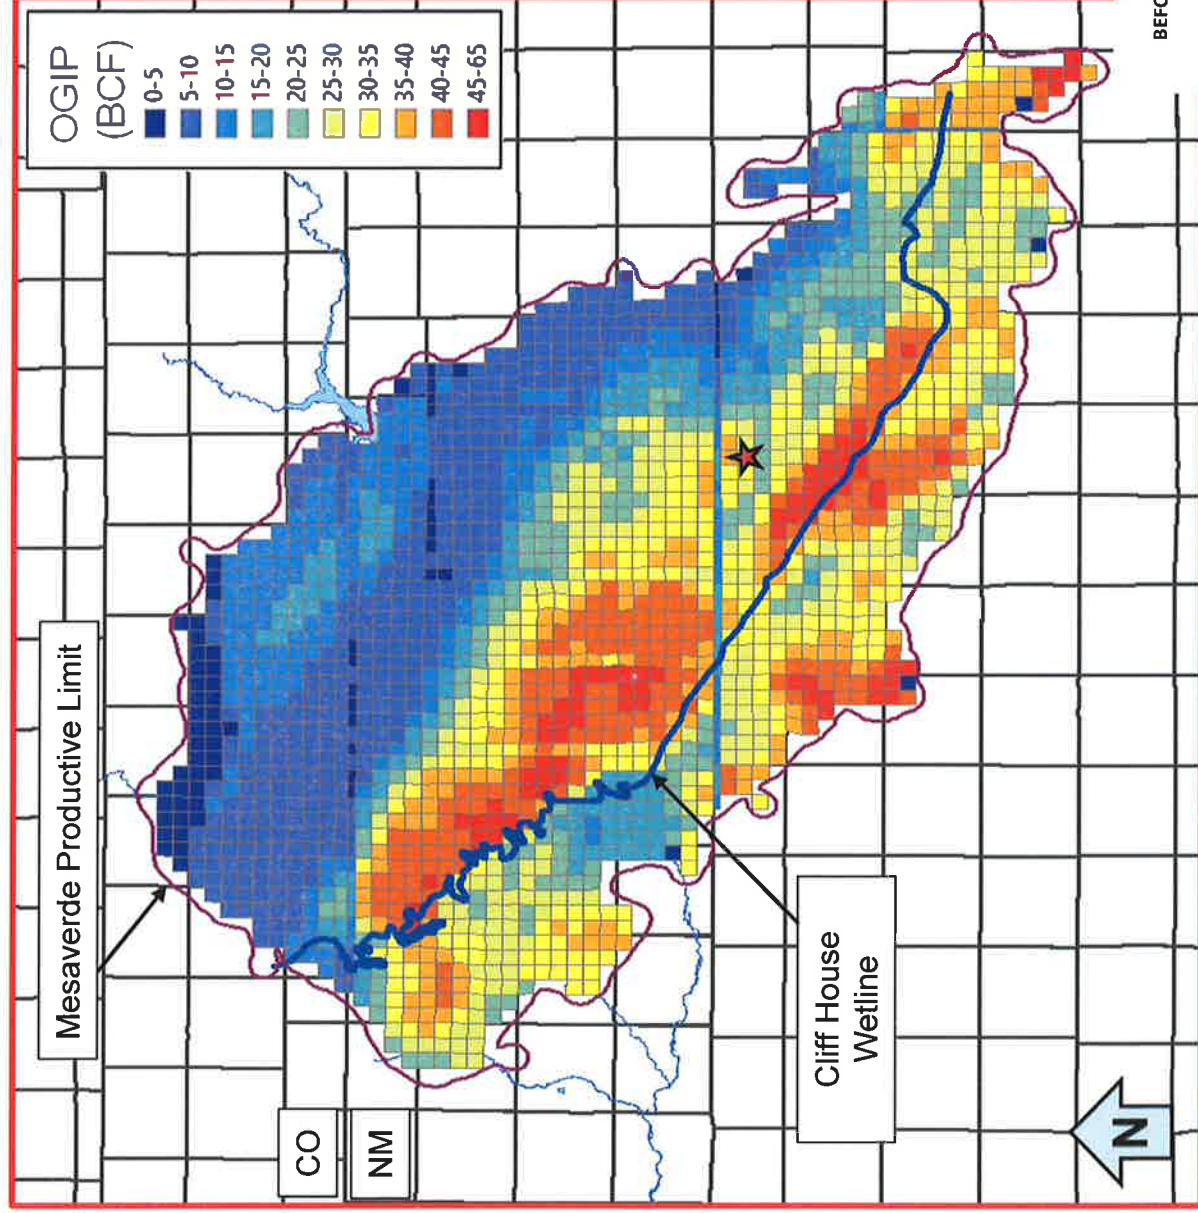 OGIP
(BCF)
0-5
5-10
10-15
15-20
20-25
25-30
30-35
35-40
40-45
45-65
Mesaverde Productive Limit
CO
NM
Cliff House
Wetline
N
BEFO